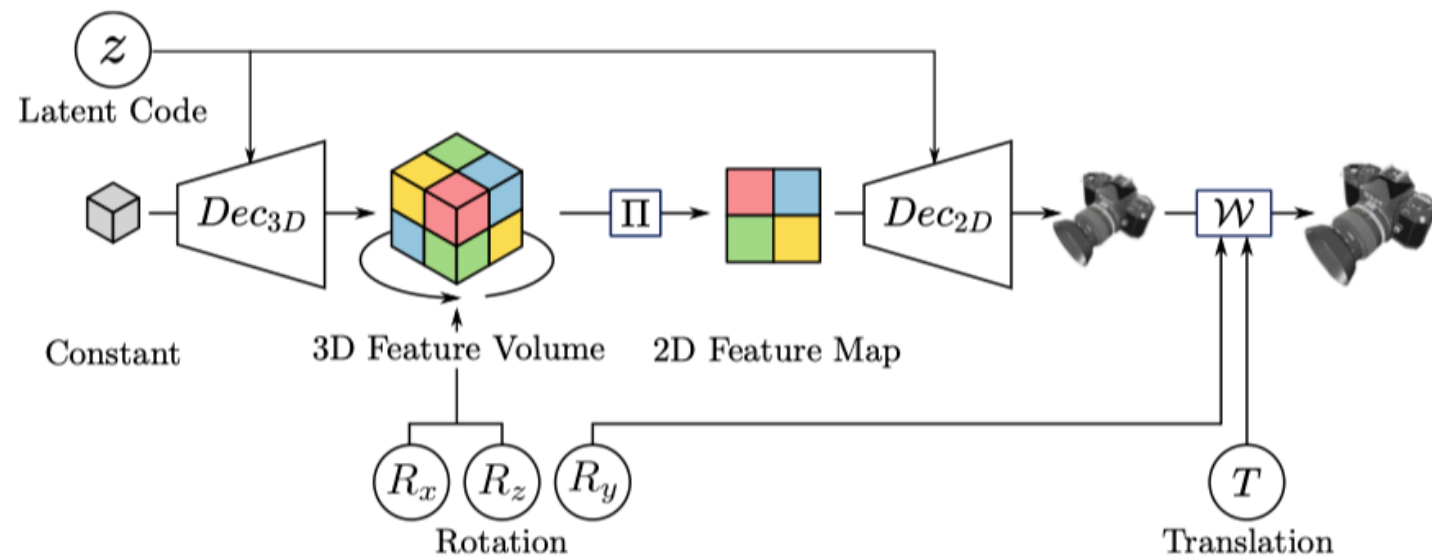 z
Latent Code
Dec3D
Π
Dec2D
𝒲
Constant
3D Feature Volume
2D Feature Map
Rx
Rz
Ry
T
Rotation
Translation